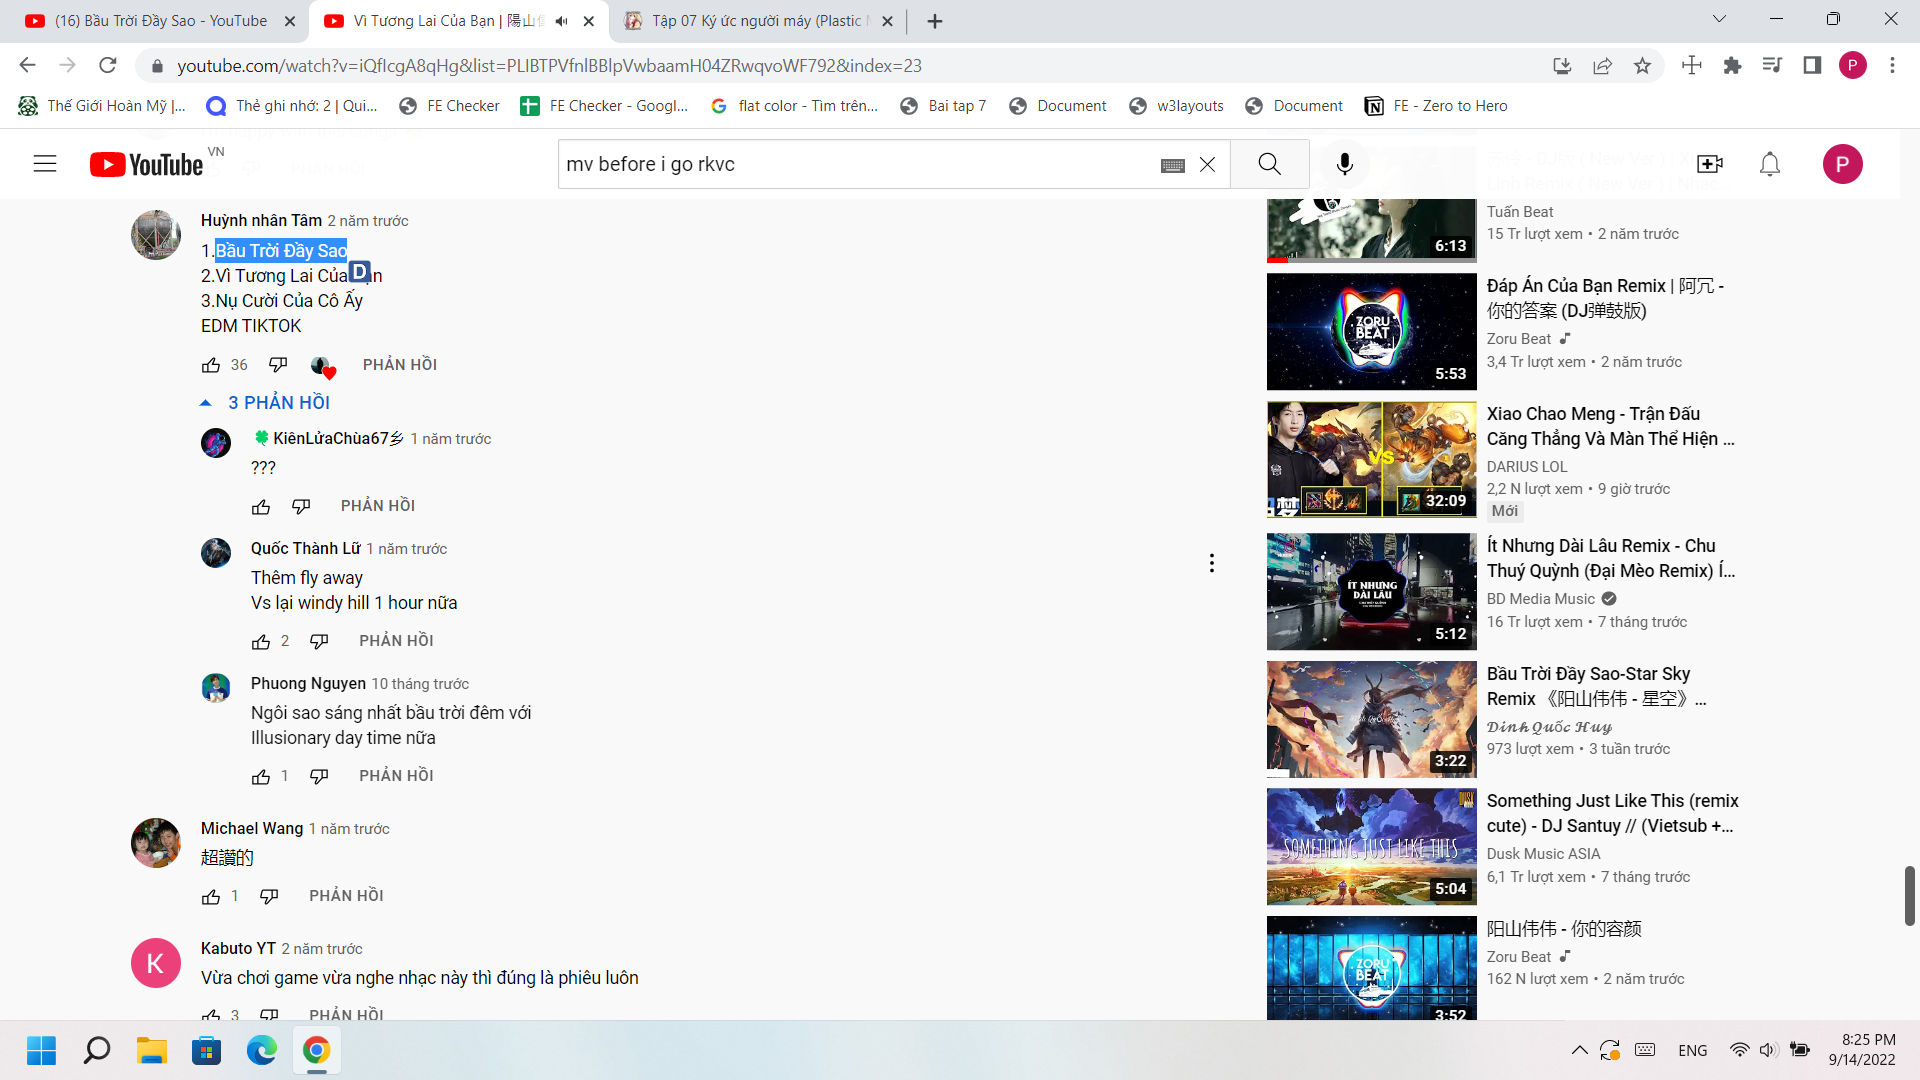 (16) Bầu Trời Đầy Sao - YouTube
Vì Tương Lai Của Bạn | 陽山
Tập 07 Ký ức người máy (Plastic
youtube.com/watch?v=iQfIcgA8qHg&list=PLIBTPVfnlBBlpVwbaamH04ZRwqvoWF792&index=23
P
Thế Giới Hoàn Mỹ |...
Thẻ ghi nhớ: 2 | Qui...
FE Checker
FE Checker - Googl...
flat color - Tìm trên...
Bai tap 7
Document
w3layouts
Document
FE - Zero to Hero
YouTube VN
mv before i go rkvc
P
Huỳnh nhân Tâm 2 năm trước
1.Bầu Trời Đầy Sao
2.Vì Tương Lai Của
D
3.Nụ Cười Của Cô Ấy
EDM TIKTOK
36 PHẢN HỒI
3 PHẢN HỒI
🍀KiênLửaChùa67彡 1 năm trước
???
PHẢN HỒI
Quốc Thành Lữ 1 năm trước
Thêm fly away
Vs lại windy hill 1 hour nữa
2 PHẢN HỒI
Phuong Nguyen 10 tháng trước
Ngôi sao sáng nhất bầu trời đêm với
Illusionary day time nữa
1 PHẢN HỒI
Michael Wang 1 năm trước
超讚的
1 PHẢN HỒI
K
Kabuto YT 2 năm trước
Vừa chơi game vừa nghe nhạc này thì đúng là phiêu luôn
3 PHẢN HỒI
6:13
Tuấn Beat
15 Tr lượt xem • 2 năm trước
ZORU
BEAT
5:53
Đáp Án Của Bạn Remix | 阿冗 -
你的答案 (DJ弹鼓版)
Zoru Beat
3,4 Tr lượt xem • 2 năm trước
VS
32:09
Xiao Chao Meng - Trận Đấu
Căng Thẳng Và Màn Thể Hiện ...
DARIUS LOL
2,2 N lượt xem • 9 giờ trước
Mới
ÍT NHƯNG
DÀI LÂU
5:12
Ít Nhưng Dài Lâu Remix - Chu
Thuý Quỳnh (Đại Mèo Remix) Í...
BD Media Music
16 Tr lượt xem • 7 tháng trước
3:22
Bầu Trời Đầy Sao-Star Sky
Remix 《阳山伟伟 - 星空》...
𝓓𝓲𝓷𝓱 𝓠𝓾ố𝓬 𝓗𝓾𝔂
973 lượt xem • 3 tuần trước
DUSK
SOMETHING JUST LIKE THIS
5:04
Something Just Like This (remix
cute) - DJ Santuy // (Vietsub +...
Dusk Music ASIA
6,1 Tr lượt xem • 7 tháng trước
ZORU
BEAT
3:52
阳山伟伟 - 你的容颜
Zoru Beat
162 N lượt xem • 2 năm trước
ENG
8:25 PM
9/14/2022